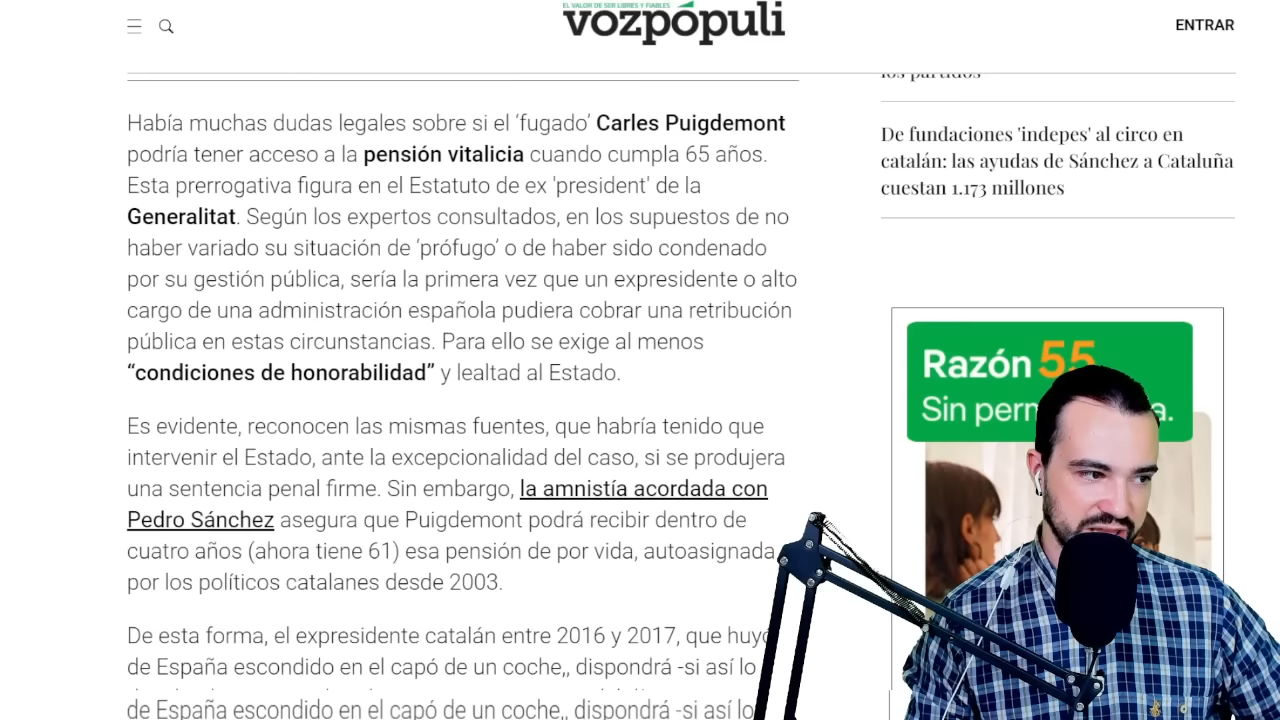 EL VALOR DE SER LIBRES Y FIABLES
vozpópuli
ENTRAR
Había muchas dudas legales sobre si el ‘fugado’ Carles Puigdemont
podría tener acceso a la pensión vitalicia cuando cumpla 65 años.
Esta prerrogativa figura en el Estatuto de ex 'president' de la
Generalitat. Según los expertos consultados, en los supuestos de no
haber variado su situación de ‘prófugo’ o de haber sido condenado
por su gestión pública, sería la primera vez que un expresidente o alto
cargo de una administración española pudiera cobrar una retribución
pública en estas circunstancias. Para ello se exige al menos
“condiciones de honorabilidad” y lealtad al Estado.
Es evidente, reconocen las mismas fuentes, que habría tenido que
intervenir el Estado, ante la excepcionalidad del caso, si se produjera
una sentencia penal firme. Sin embargo, la amnistía acordada con
Pedro Sánchez asegura que Puigdemont podrá recibir dentro de
cuatro años (ahora tiene 61) esa pensión de por vida, autoasignada
por los políticos catalanes desde 2003.
De esta forma, el expresidente catalán entre 2016 y 2017, que huyó
de España escondido en el capó de un coche,, dispondrá -si así lo
de España escondido en el capó de un coche,, dispondrá -si así lo
los partidos
De fundaciones 'indepes' al circo en
catalán: las ayudas de Sánchez a Cataluña
cuestan 1.173 millones
Razón 55
Sin